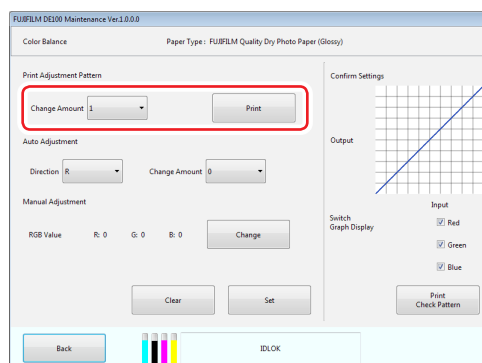 FUJIFILM DE100 Maintenance Ver.1.0.0.0
Color Balance
Paper Type : FUJIFILM Quality Dry Photo Paper (Glossy)
Print Adjustment Pattern
Confirm Settings
Change Amount 1
Print
Output
Auto Adjustment
Direction R
Change Amount 0
Input
Manual Adjustment
Switch
Graph Display
Red
RGB Value R: 0 G: 0 B: 0
Change
Green
Blue
Clear
Set
Print
Check Pattern
Back
IDLOK